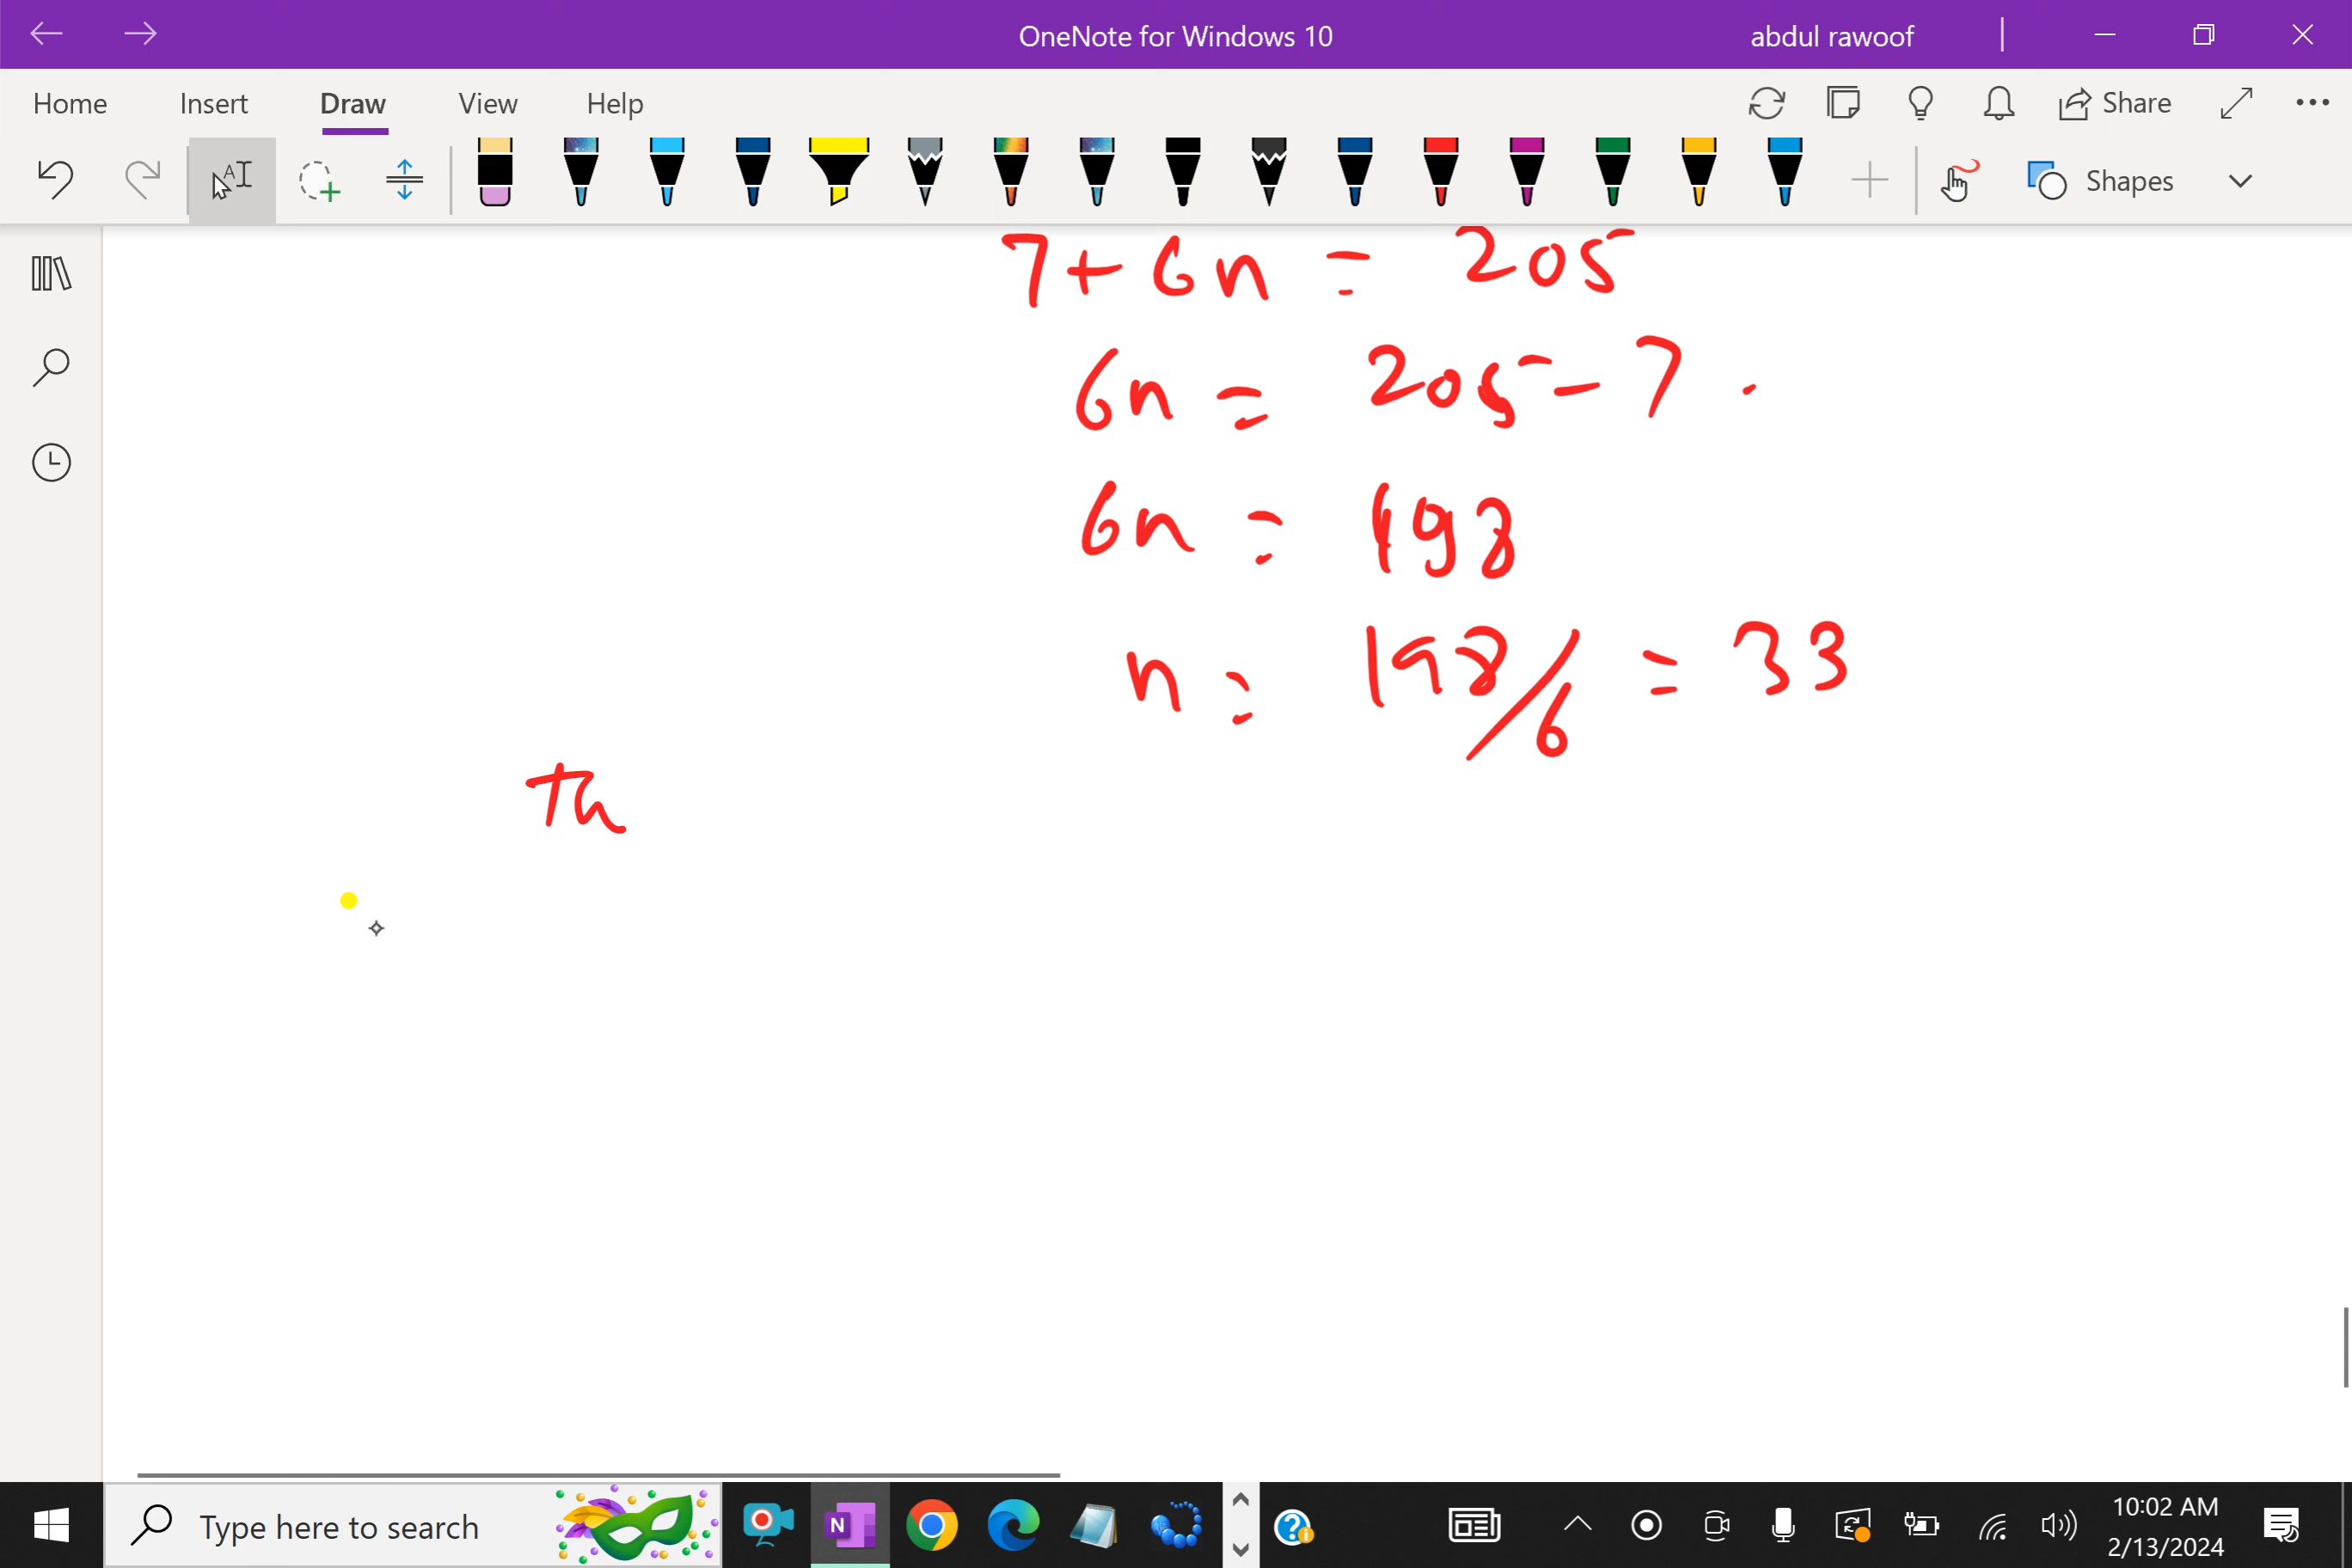 OneNote for Windows 10
abdul rawoof
Home Insert Draw View Help
Share
Shapes
7+6n = 205
6n = 205-7.
6n = 198
n = 198/6 = 33
Th
Type here to search
10:02 AM
2/13/2024